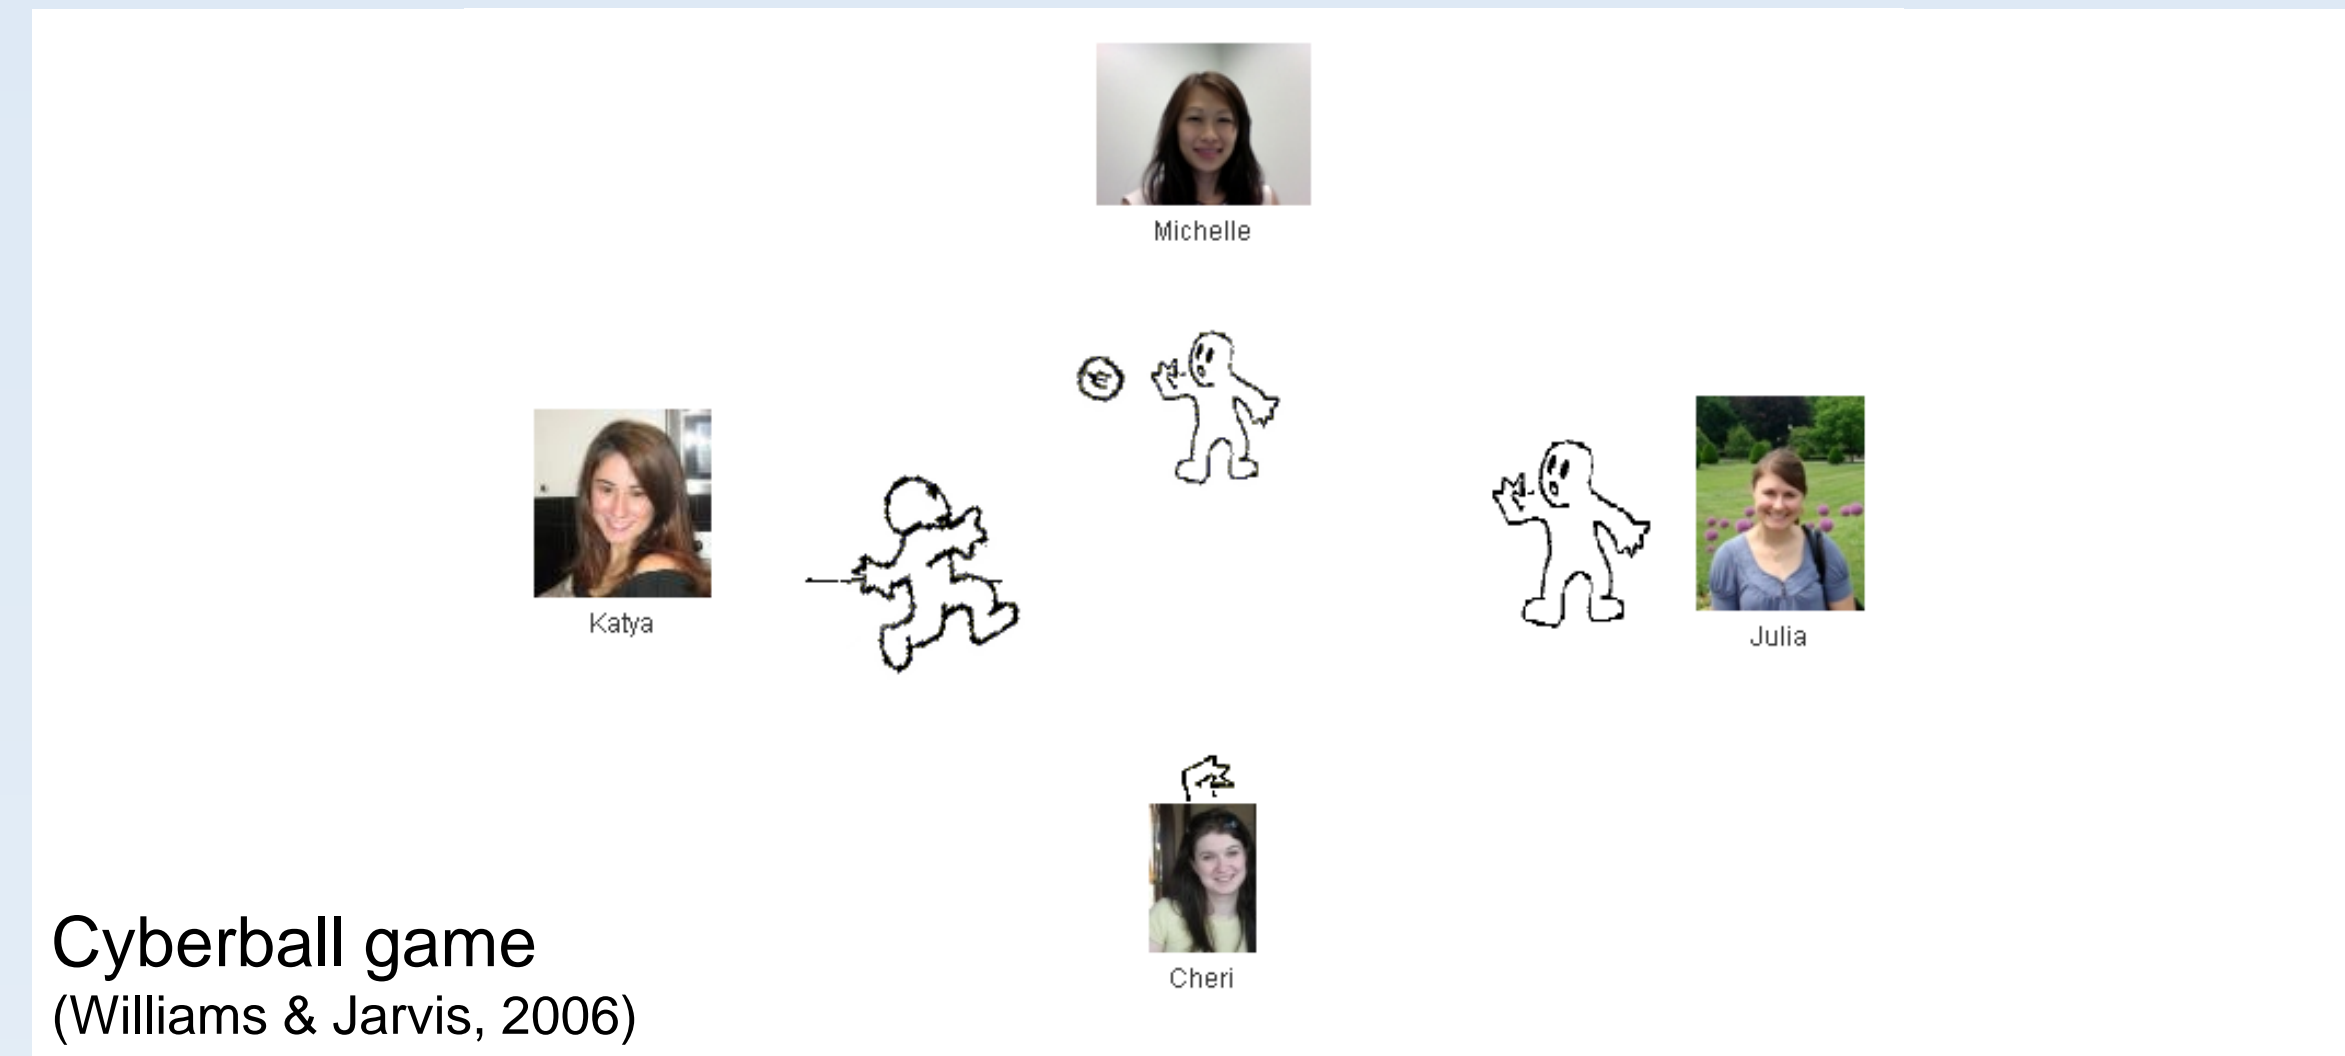 Michelle
Katya
Julia
Cheri
Cyberball game
(Williams & Jarvis, 2006)